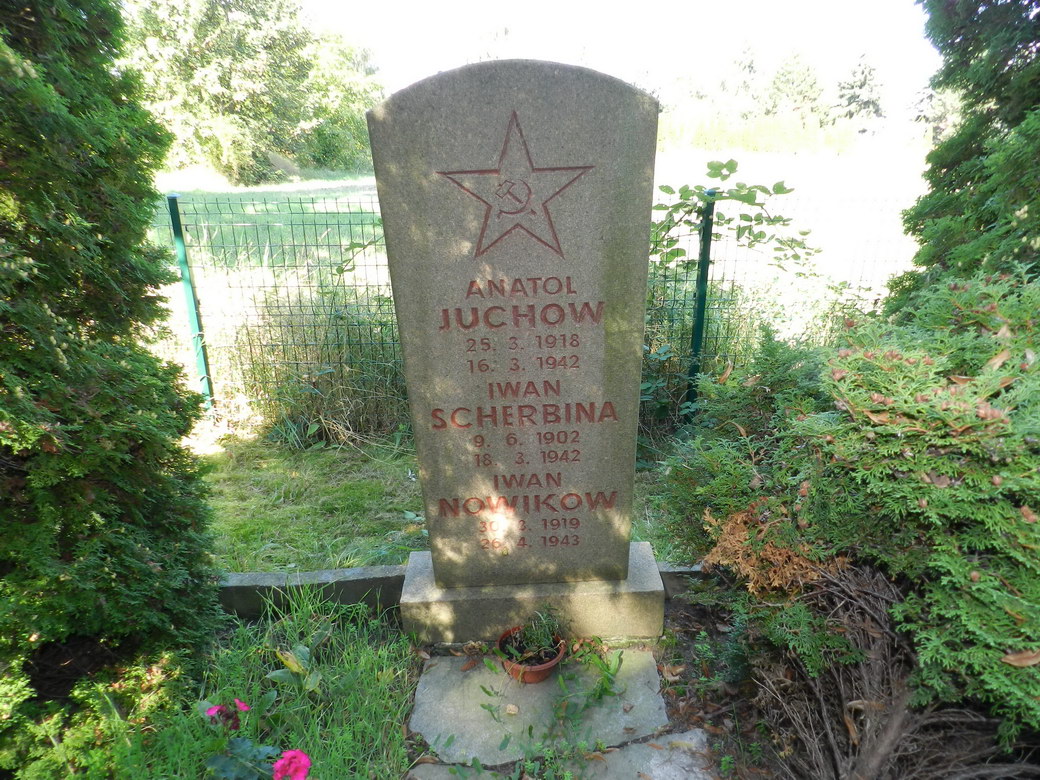 ANATOL
JUCHOW
25. 3. 1918
16. 3. 1942
IWAN
SCHERBINA
9. 6. 1902
18. 3. 1942
IWAN
NOWIKOW
30. 3. 1919
26. 4. 1943